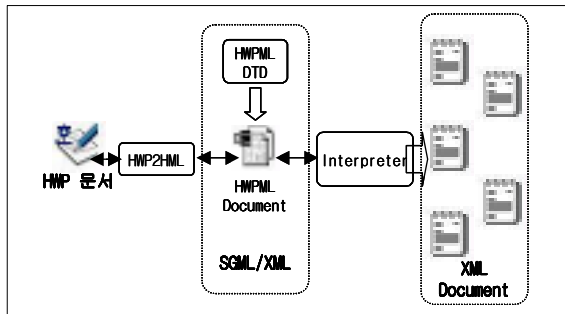 HWPML
DTD
HWP 문서
HWP2HML
HWPML
Document
SGML/XML
Interpreter
XML
Document